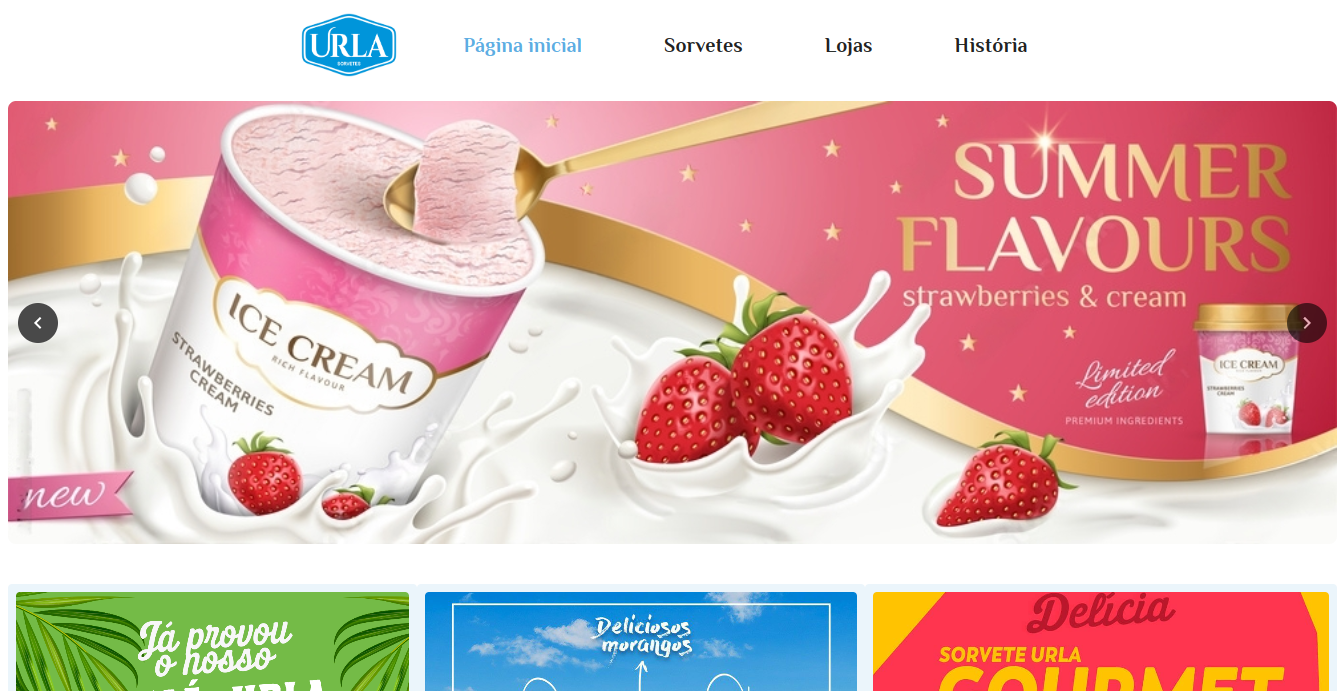 URLA
SORVETES
Página inicial
Sorvetes
Lojas
História
SUMMER
FLAVOURS
strawberries & cream
Limited
edition
PREMIUM INGREDIENTS
ICE CREAM
STRAWBERRIES
CREAM
ICE CREAM
RICH FLAVOUR
STRAWBERRIES
CREAM
new
Já provou
o nosso
URLA
Deliciosos
morangos
Delícia
SORVETE URLA
GOURMET